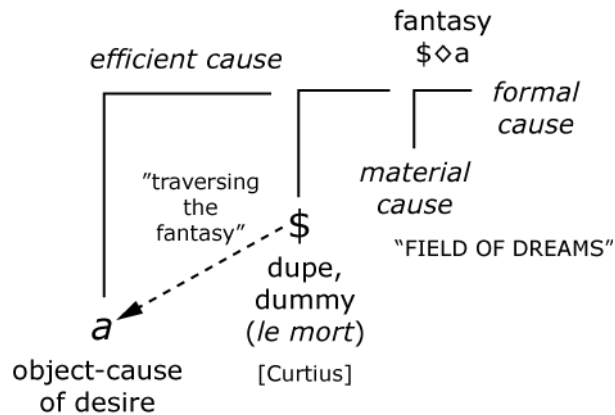 fantasy
$◇a
efficient cause
formal
cause
"traversing
the
fantasy"
material
cause
$
"FIELD OF DREAMS"
dupe,
dummy
(le mort)
[Curtius]
a
object-cause
of desire